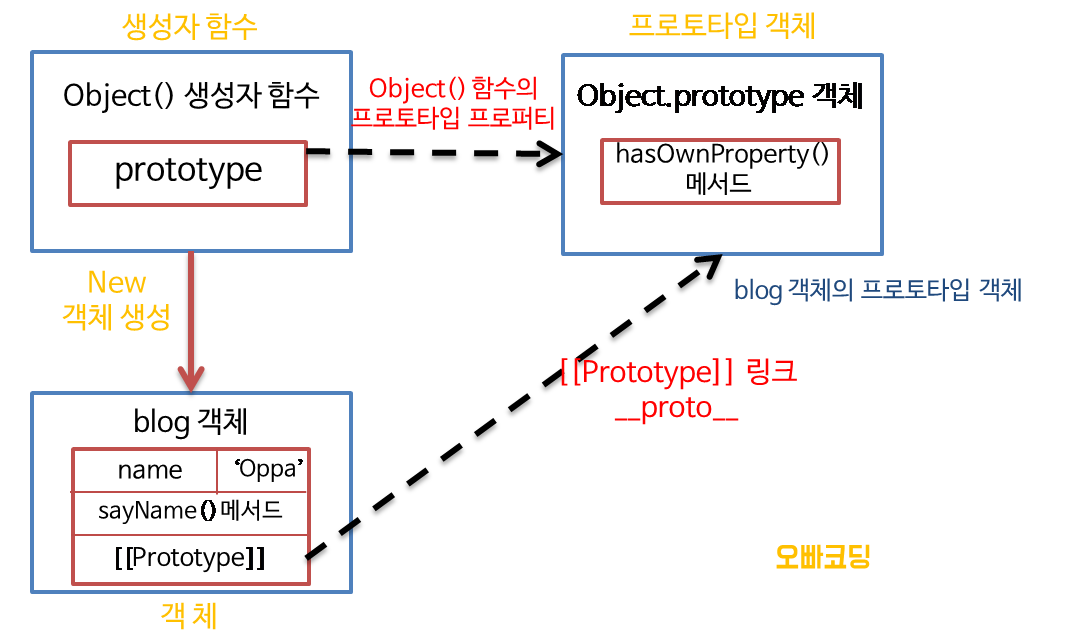 생성자 함수
프로토타입 객체
Object() 생성자 함수
prototype
Object() 함수의
프로토타입 프로퍼티
Object.prototype 객체
hasOwnProperty()
메서드
New
객체 생성
blog 객체의 프로토타입 객체
[[Prototype]] 링크
__proto__
blog 객체
name
‘Oppa’
sayName()메서드
[[Prototype]]
객 체
오빠코딩